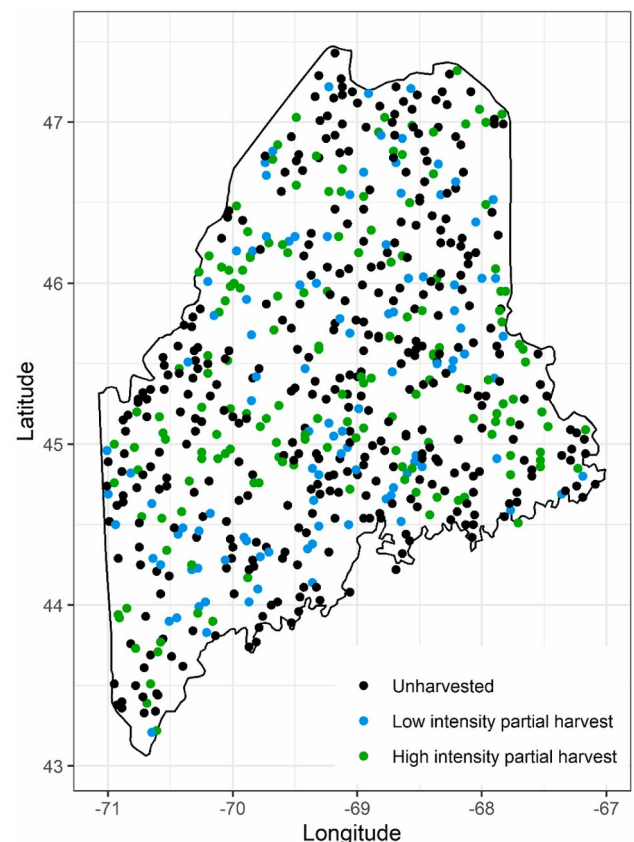 47
46
45
44
43
Latitude
Unharvested
Low intensity partial harvest
High intensity partial harvest
-71 -70 -69 -68 -67
Longitude